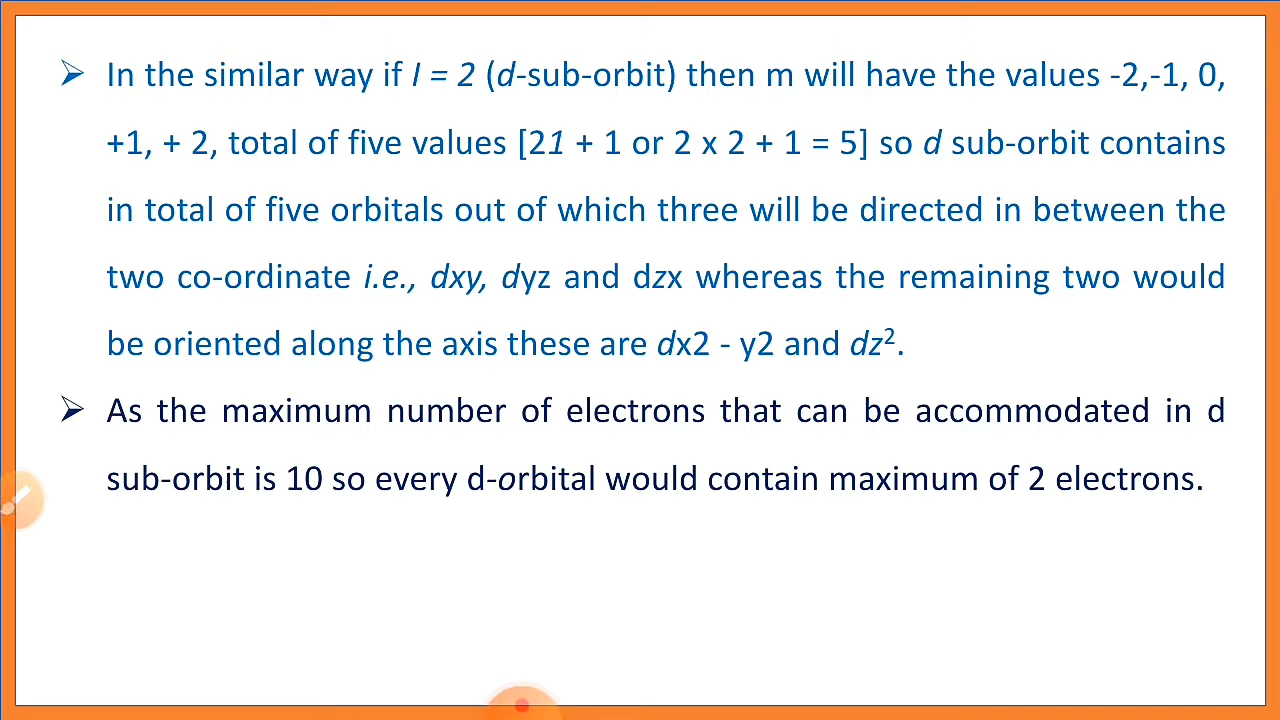 ➢ In the similar way if I = 2 (d-sub-orbit) then m will have the values -2,-1, 0,
+1, + 2, total of five values [21 + 1 or 2 x 2 + 1 = 5] so d sub-orbit contains
in total of five orbitals out of which three will be directed in between the
two co-ordinate i.e., dxy, dyz and dzx whereas the remaining two would
be oriented along the axis these are dx2 - y2 and dz².
➢ As the maximum number of electrons that can be accommodated in d
sub-orbit is 10 so every d-orbital would contain maximum of 2 electrons.